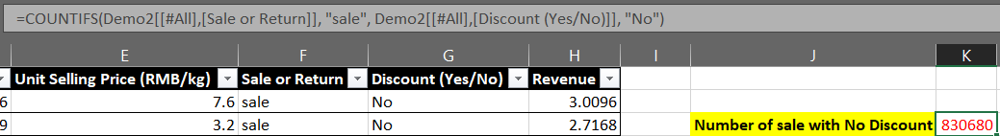 =COUNTIFS(Demo2[[#All],[Sale or Return]], "sale", Demo2[[#All],[Discount (Yes/No)]], "No")
E F G H I J K
Unit Selling Price (RMB/kg) Sale or Return Discount (Yes/No) Revenue
6 7.6 sale No 3.0096
9 3.2 sale No 2.7168 Number of sale with No Discount 830680